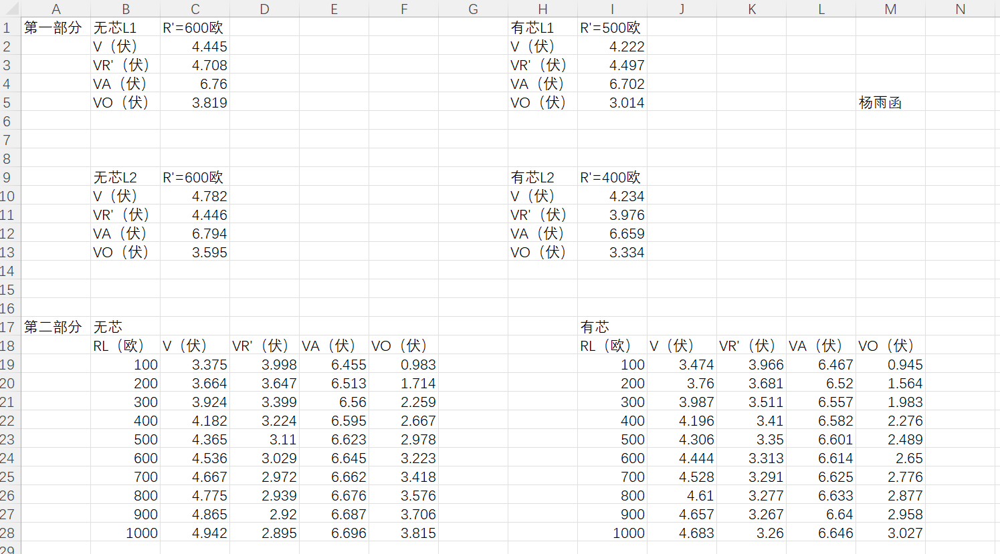 A B C D E F G H I J K L M N
1 第一部分 无芯L1 R'=600欧 有芯L1 R'=500欧
2 V（伏） 4.445 V（伏） 4.222
3 VR'（伏） 4.708 VR'（伏） 4.497
4 VA（伏） 6.76 VA（伏） 6.702
5 VO（伏） 3.819 VO（伏） 3.014 杨雨函
6
7
8
9 无芯L2 R'=600欧 有芯L2 R'=400欧
10 V（伏） 4.782 V（伏） 4.234
11 VR'（伏） 4.446 VR'（伏） 3.976
12 VA（伏） 6.794 VA（伏） 6.659
13 VO（伏） 3.595 VO（伏） 3.334
14
15
16
17 第二部分 无芯 有芯
18 RL（欧） V（伏） VR'（伏） VA（伏） VO（伏） RL（欧） V（伏） VR'（伏） VA（伏） VO（伏）
19 100 3.375 3.998 6.455 0.983 100 3.474 3.966 6.467 0.945
20 200 3.664 3.647 6.513 1.714 200 3.76 3.681 6.52 1.564
21 300 3.924 3.399 6.56 2.259 300 3.987 3.511 6.557 1.983
22 400 4.182 3.224 6.595 2.667 400 4.196 3.41 6.582 2.276
23 500 4.365 3.11 6.623 2.978 500 4.306 3.35 6.601 2.489
24 600 4.536 3.029 6.645 3.223 600 4.444 3.313 6.614 2.65
25 700 4.667 2.972 6.662 3.418 700 4.528 3.291 6.625 2.776
26 800 4.775 2.939 6.676 3.576 800 4.61 3.277 6.633 2.877
27 900 4.865 2.92 6.687 3.706 900 4.657 3.267 6.64 2.958
28 1000 4.942 2.895 6.696 3.815 1000 4.683 3.26 6.646 3.027
29